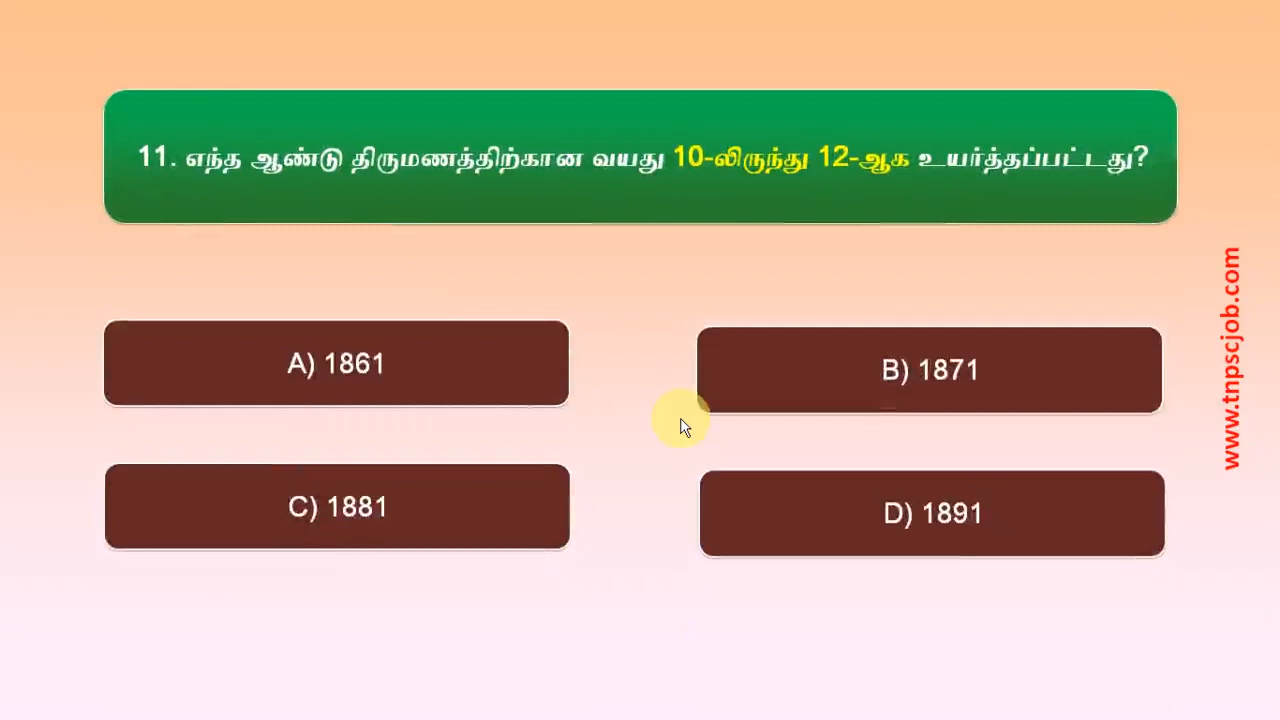 11. எந்த ஆண்டு திருமணத்திற்கான வயது 10-லிருந்து 12-ஆக உயர்த்தப்பட்டது?
A) 1861
B) 1871
C) 1881
D) 1891
www.tnpscjob.com